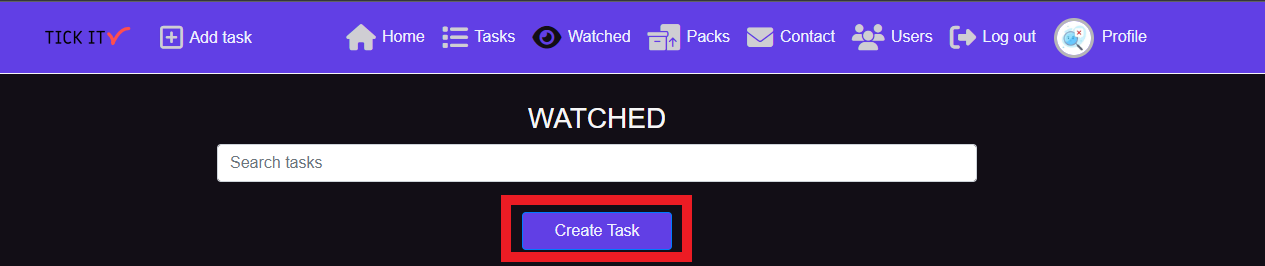 TICK IT Add task Home Tasks Watched Packs Contact Users Log out Profile
WATCHED
Search tasks
Create Task